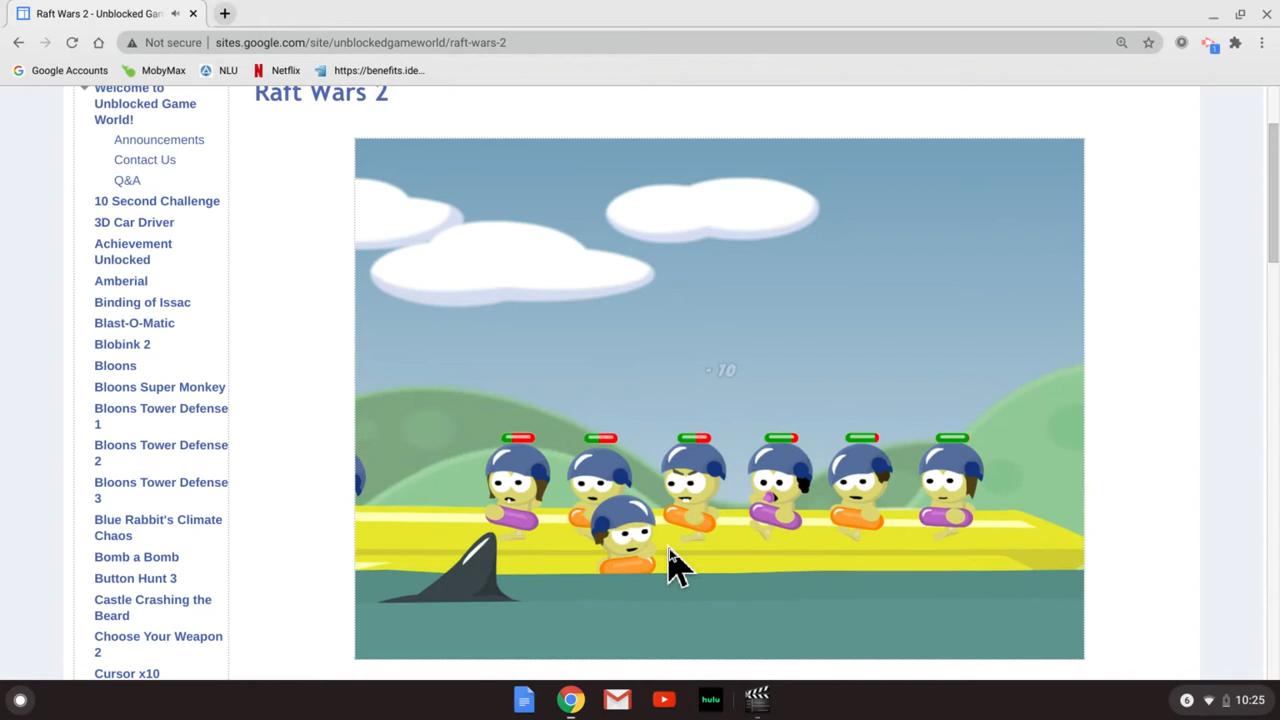 Raft Wars 2 - Unblocked Gan
Not secure | sites.google.com/site/unblockedgameworld/raft-wars-2
1
Google Accounts
MobyMax
NLU
Netflix
https://benefits.ide...
Welcome to
Unblocked Game
World!
Announcements
Contact Us
Q&A
10 Second Challenge
3D Car Driver
Achievement
Unlocked
Amberial
Binding of Issac
Blast-O-Matic
Blobink 2
Bloons
Bloons Super Monkey
Bloons Tower Defense
1
Bloons Tower Defense
2
Bloons Tower Defense
3
Blue Rabbit's Climate
Chaos
Bomb a Bomb
Button Hunt 3
Castle Crashing the
Beard
Choose Your Weapon
2
Cursor x10
Raft Wars 2
- 10
hulu
6
10:25